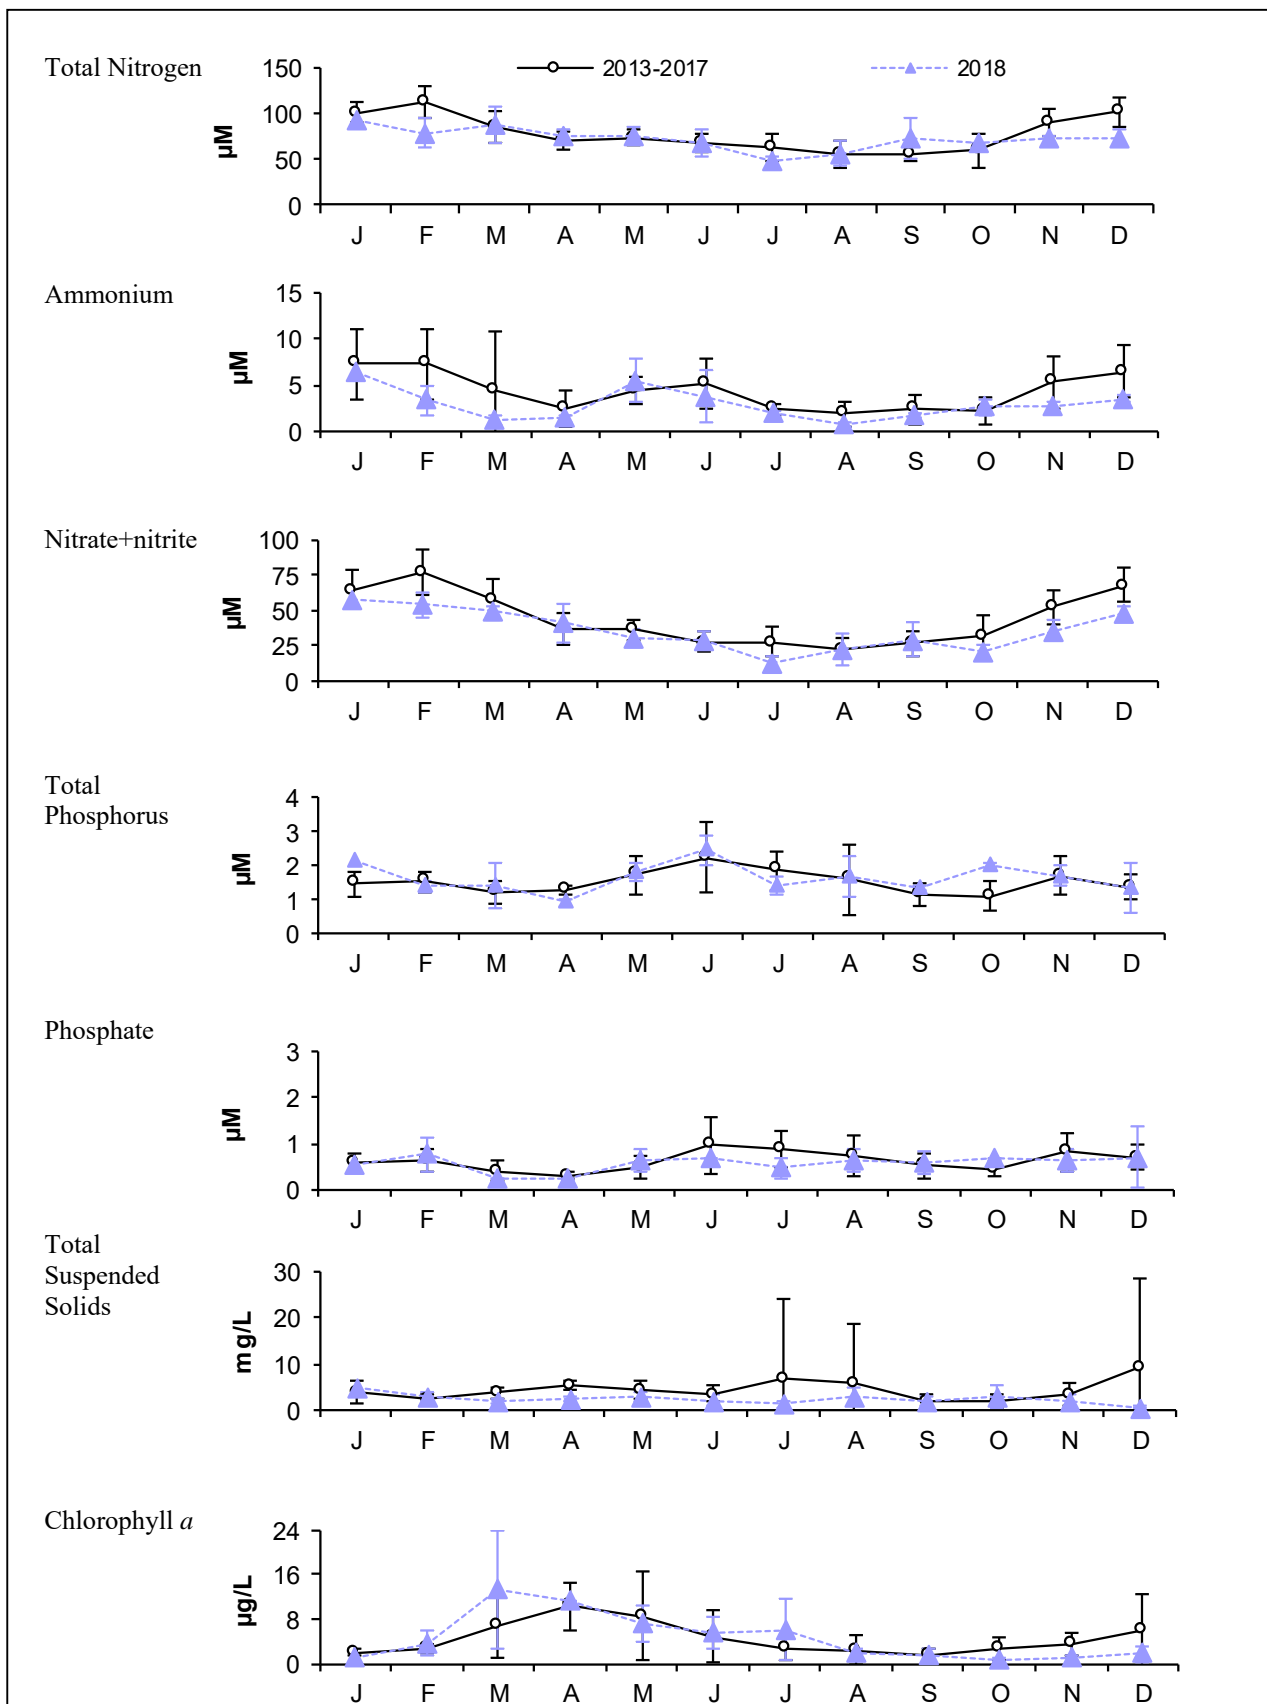 Total Nitrogen
2013-2017
2018
150
100
50
0
µM
J F M A M J J A S O N D
Ammonium
15
10
5
0
µM
J F M A M J J A S O N D
Nitrate+nitrite
100
75
50
25
0
µM
J F M A M J J A S O N D
Total
Phosphorus
4
3
2
1
0
µM
J F M A M J J A S O N D
Phosphate
3
2
1
0
µM
J F M A M J J A S O N D
Total
Suspended
Solids
30
20
10
0
mg/L
J F M A M J J A S O N D
Chlorophyll a
24
16
8
0
µg/L
J F M A M J J A S O N D